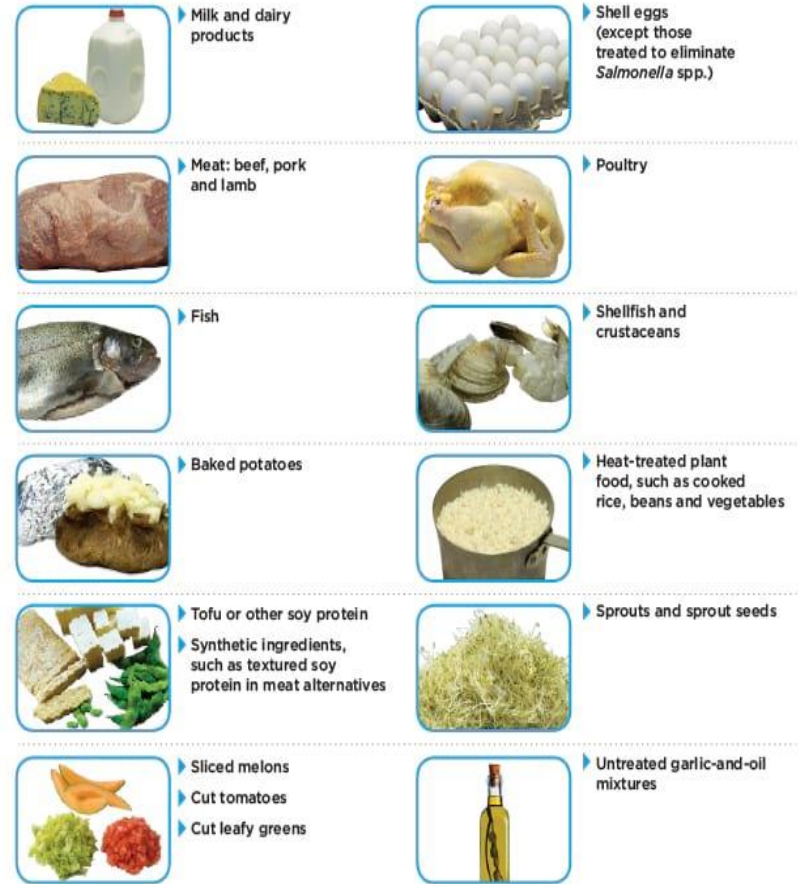 Milk and dairy
products
Shell eggs
(except those
treated to eliminate
Salmonella spp.)
Meat: beef, pork
and lamb
Poultry
Fish
Shellfish and
crustaceans
Baked potatoes
Heat-treated plant
food, such as cooked
rice, beans and vegetables
Tofu or other soy protein
Synthetic ingredients,
such as textured soy
protein in meat alternatives
Sprouts and sprout seeds
Sliced melons
Cut tomatoes
Cut leafy greens
Untreated garlic-and-oil
mixtures